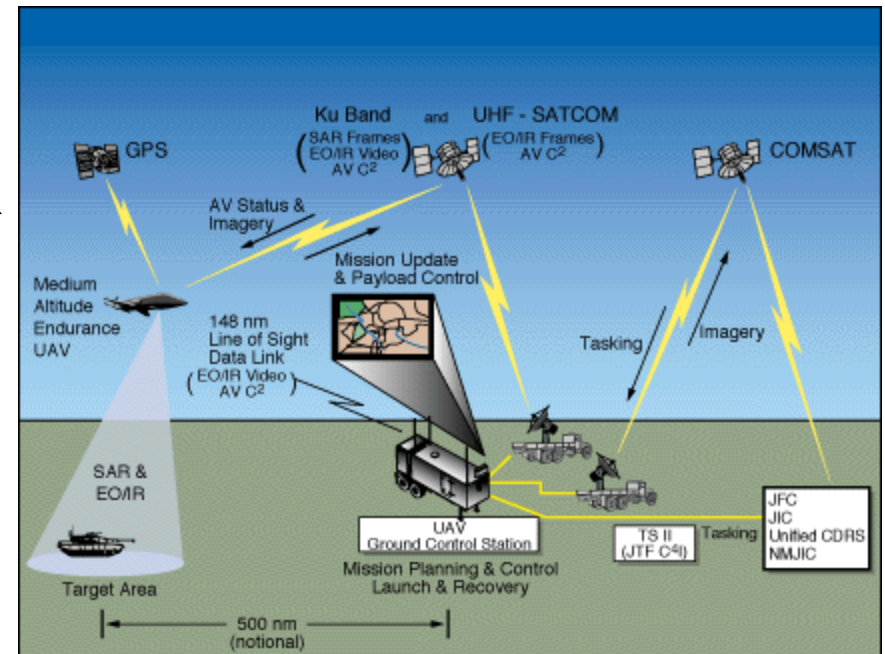 Ku Band and UHF - SATCOM
(SAR Frames
EO/IR Video
AV C²)
(EO/IR Frames
AV C²)
GPS
COMSAT
AV Status &
Imagery
Mission Update
& Payload Control
Medium
Altitude
Endurance
UAV
148 nm
Line of Sight
Data Link
(EO/IR Video
AV C²)
Tasking
Imagery
SAR &
EO/IR
Target Area
UAV
Ground Control Station
Mission Planning & Control
Launch & Recovery
TS II
(JTF C⁴I)
Tasking
JFC
JIC
Unified CDRS
NMJIC
500 nm
(notional)